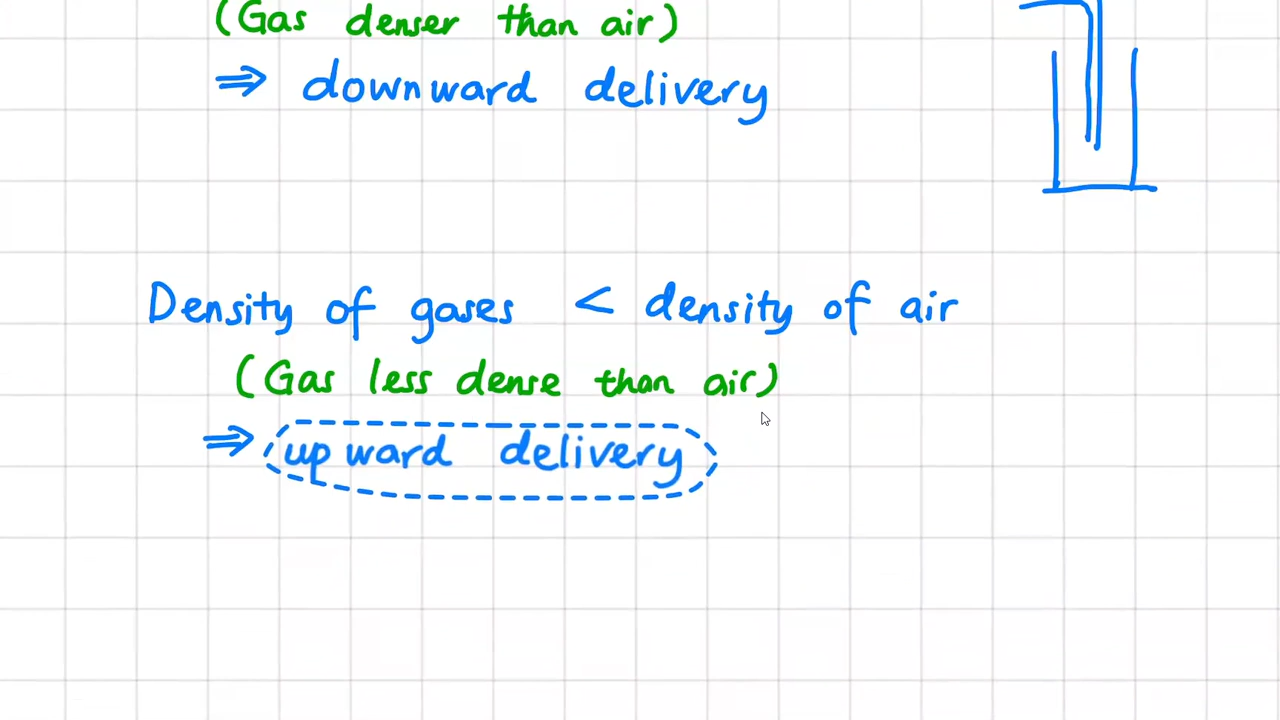 (Gas denser than air)
⇒ downward delivery
Density of gases < density of air
(Gas less dense than air)
⇒ upward delivery